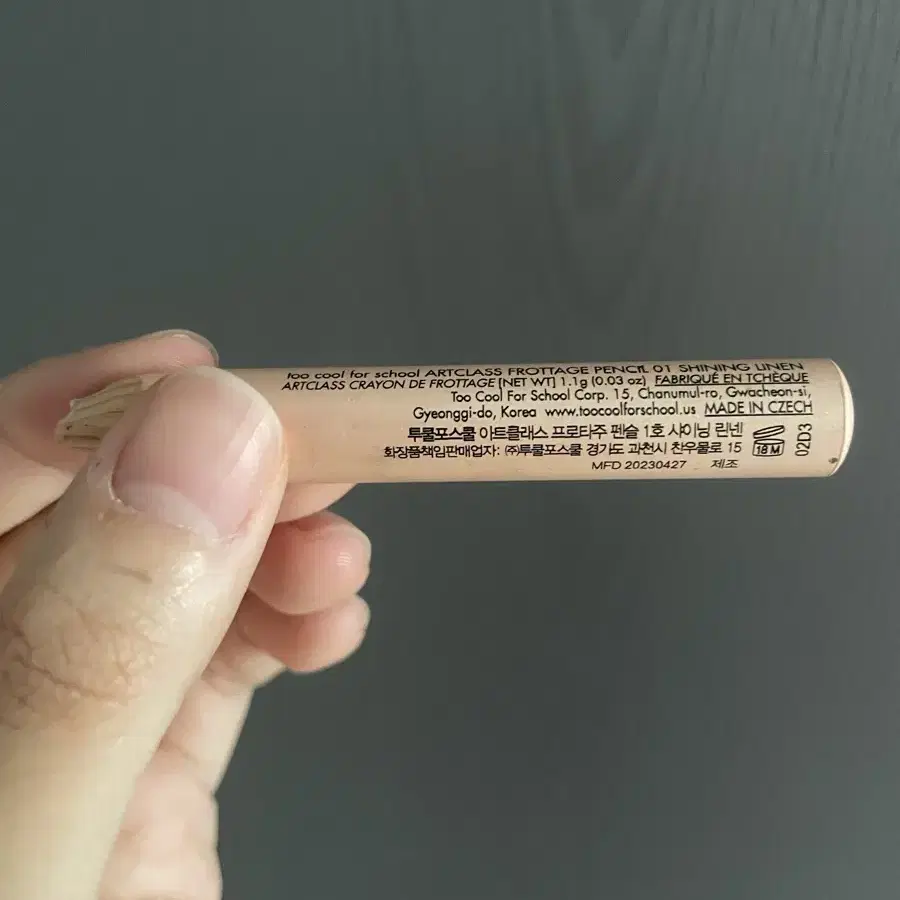 too cool for school ARTCLASS FROTTAGE PENCIL 01 SHINING LINEN
ARTCLASS CRAYON DE FROTTAGE [NET WT] 1.1g (0.03 oz) FABRIQUÉ EN TCHÈQUE
Too Cool For School Corp. 15, Chanumul-ro, Gwacheon-si,
Gyeonggi-do, Korea www.toocoolforschool.us MADE IN CZECH
투쿨포스쿨 아트클래스 프로타주 펜슬 1호 샤이닝 린넨
화장품책임판매업자: ㈜투쿨포스쿨 경기도 과천시 찬우물로 15
MFD 20230427 제조
18 M
02D3